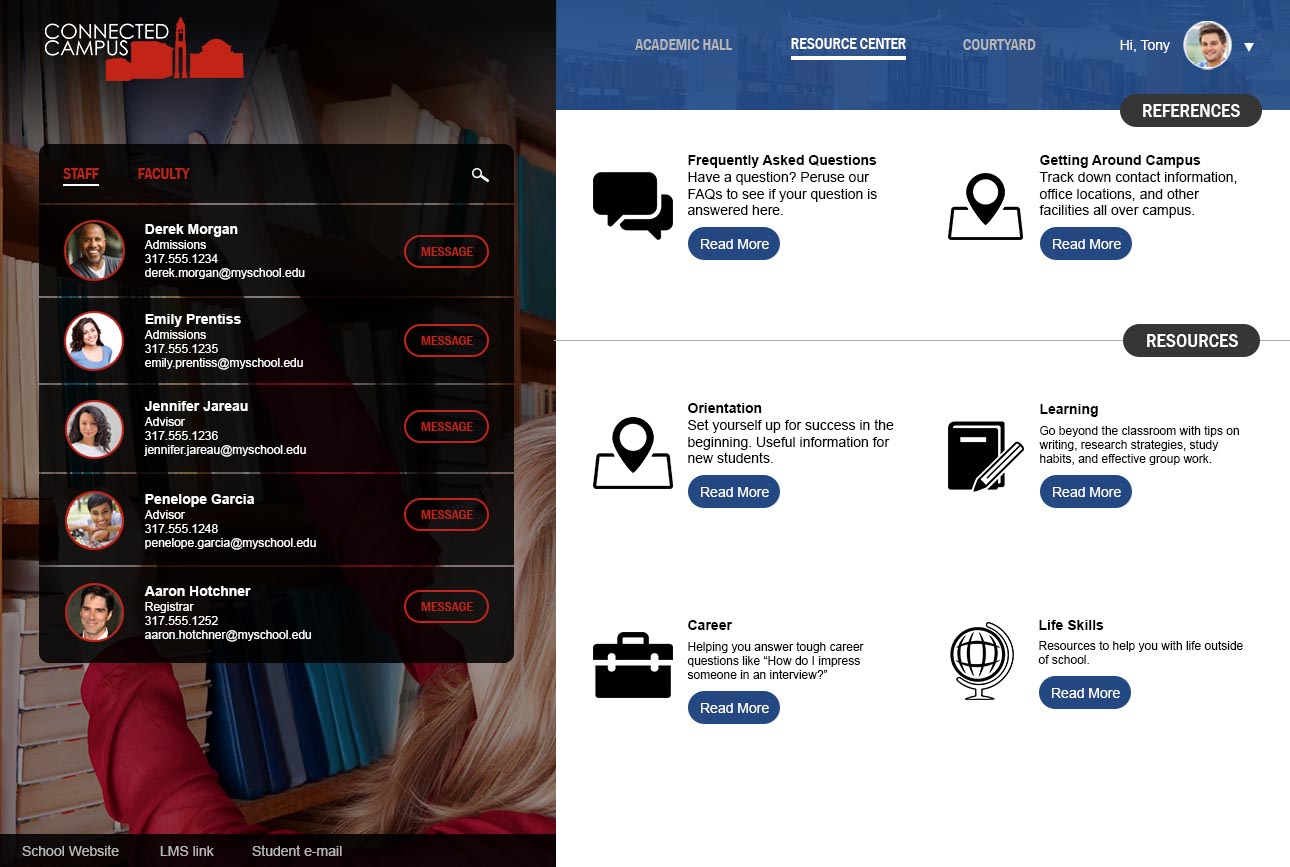 CONNECTED
CAMPUS
ACADEMIC HALL
RESOURCE CENTER
COURTYARD
Hi, Tony
STAFF
FACULTY
Derek Morgan
Admissions
317.555.1234
derek.morgan@myschool.edu
MESSAGE
Emily Prentiss
Admissions
317.555.1235
emily.prentiss@myschool.edu
MESSAGE
Jennifer Jareau
Advisor
317.555.1236
jennifer.jareau@myschool.edu
MESSAGE
Penelope Garcia
Advisor
317.555.1248
penelope.garcia@myschool.edu
MESSAGE
Aaron Hotchner
Registrar
317.555.1252
aaron.hotchner@myschool.edu
MESSAGE
School Website
LMS link
Student e-mail
REFERENCES
Frequently Asked Questions
Have a question? Peruse our
FAQs to see if your question is
answered here.
Read More
Getting Around Campus
Track down contact information,
office locations, and other
facilities all over campus.
Read More
RESOURCES
Orientation
Set yourself up for success in the
beginning. Useful information for
new students.
Read More
Learning
Go beyond the classroom with tips on
writing, research strategies, study
habits, and effective group work.
Read More
Career
Helping you answer tough career
questions like “How do I impress
someone in an interview?”
Read More
Life Skills
Resources to help you with life outside
of school.
Read More